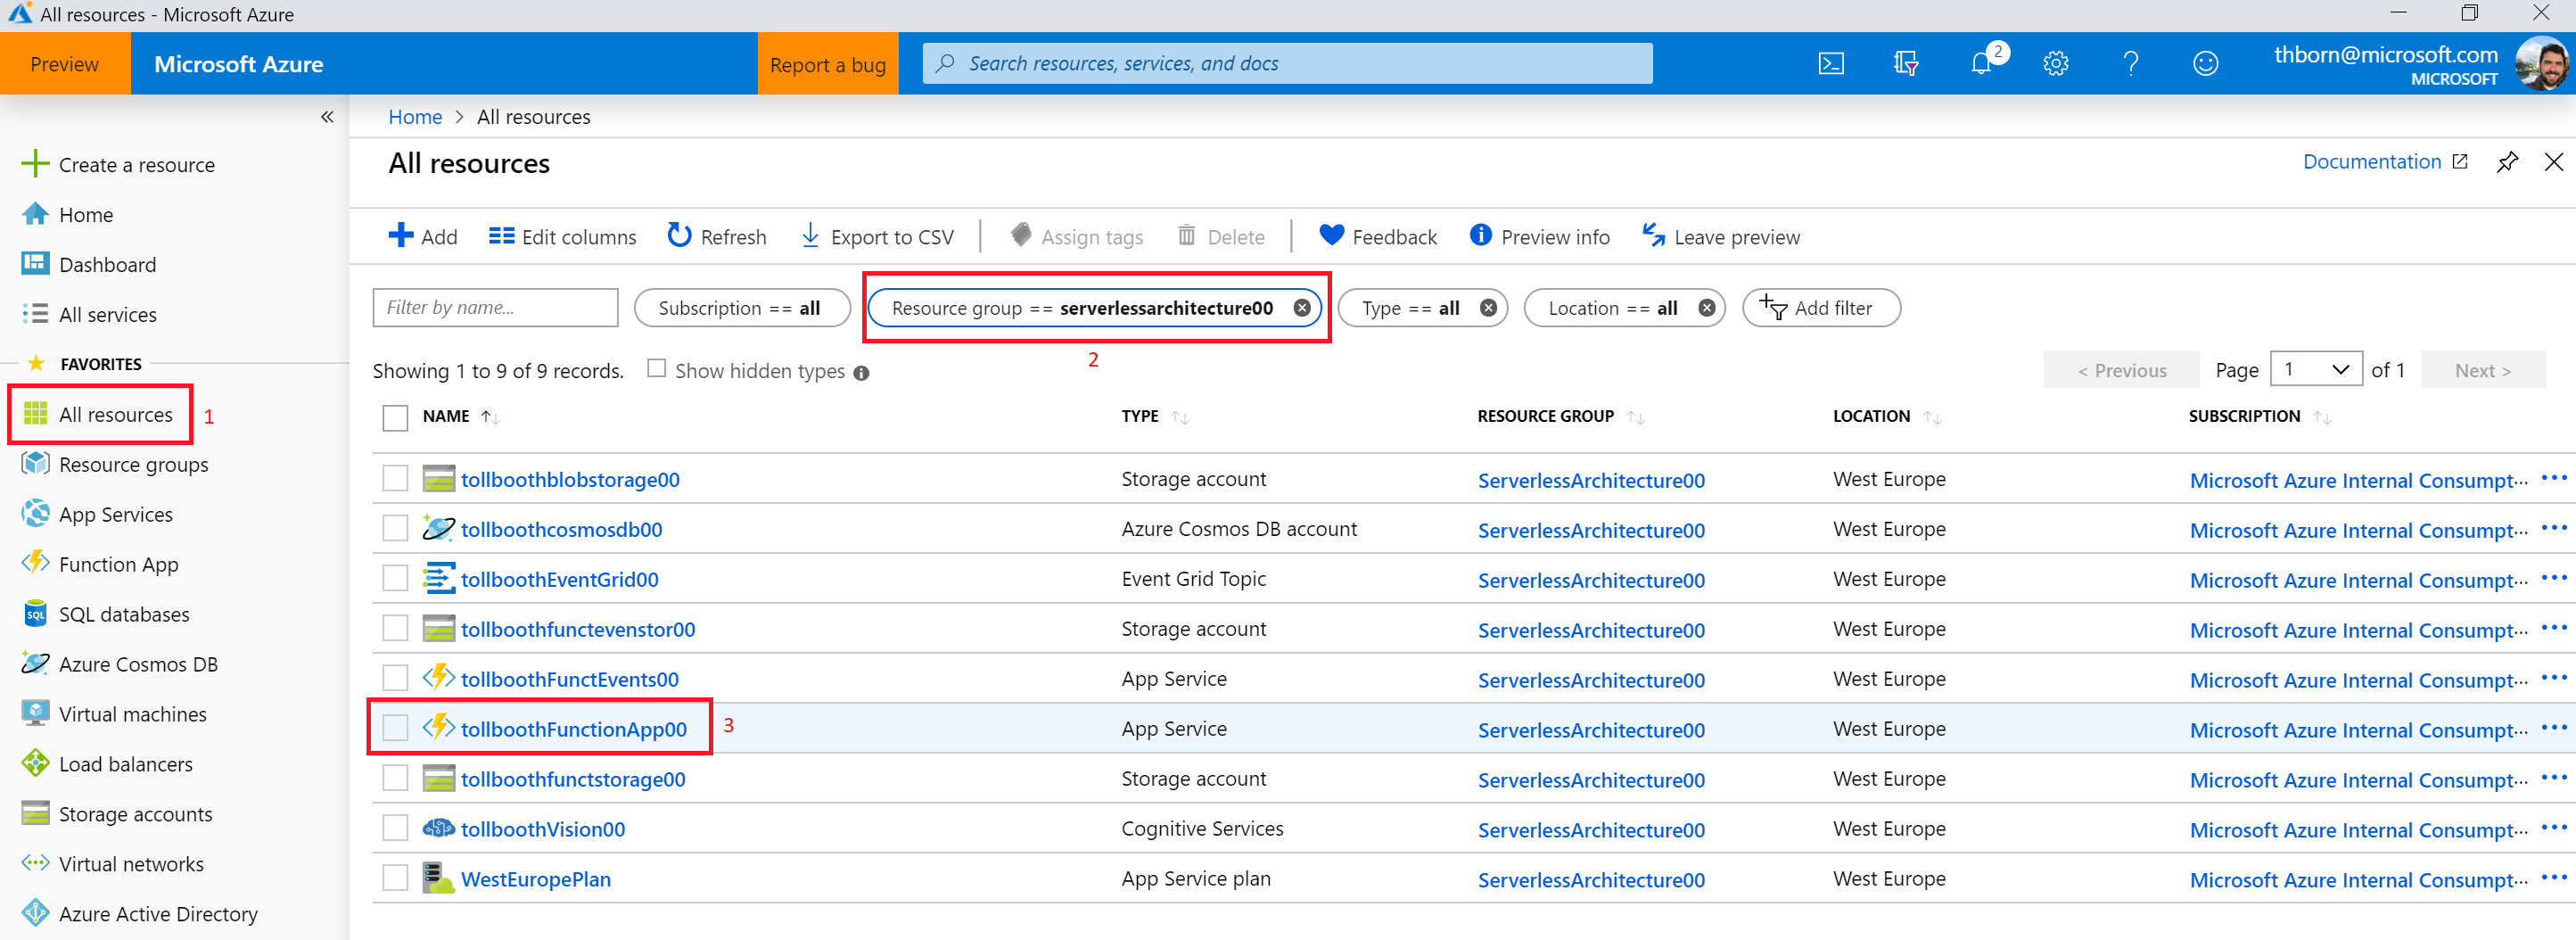 All resources - Microsoft Azure
Preview
Microsoft Azure
Report a bug
Search resources, services, and docs
2
thborn@microsoft.com
MICROSOFT
«
Home > All resources
All resources
Documentation
Create a resource
Home
Dashboard
All services
FAVORITES
All resources
1
Resource groups
App Services
Function App
SQL databases
Azure Cosmos DB
Virtual machines
Load balancers
Storage accounts
Virtual networks
Azure Active Directory
Add Edit columns Refresh Export to CSV Assign tags Delete Feedback Preview info Leave preview
Filter by name... Subscription == all Resource group == serverlessarchitecture00 Type == all Location == all Add filter
2
Showing 1 to 9 of 9 records. Show hidden types < Previous Page 1 of 1 Next >
NAME TYPE RESOURCE GROUP LOCATION SUBSCRIPTION
tollboothblobstorage00 Storage account ServerlessArchitecture00 West Europe Microsoft Azure Internal Consumpt...
tollboothcosmosdb00 Azure Cosmos DB account ServerlessArchitecture00 West Europe Microsoft Azure Internal Consumpt...
tollboothEventGrid00 Event Grid Topic ServerlessArchitecture00 West Europe Microsoft Azure Internal Consumpt...
tollboothfunctevenstor00 Storage account ServerlessArchitecture00 West Europe Microsoft Azure Internal Consumpt...
tollboothFunctEvents00 App Service ServerlessArchitecture00 West Europe Microsoft Azure Internal Consumpt...
tollboothFunctionApp00 3 App Service ServerlessArchitecture00 West Europe Microsoft Azure Internal Consumpt...
tollboothfunctstorage00 Storage account ServerlessArchitecture00 West Europe Microsoft Azure Internal Consumpt...
tollboothVision00 Cognitive Services ServerlessArchitecture00 West Europe Microsoft Azure Internal Consumpt...
WestEuropePlan App Service plan ServerlessArchitecture00 West Europe Microsoft Azure Internal Consumpt...